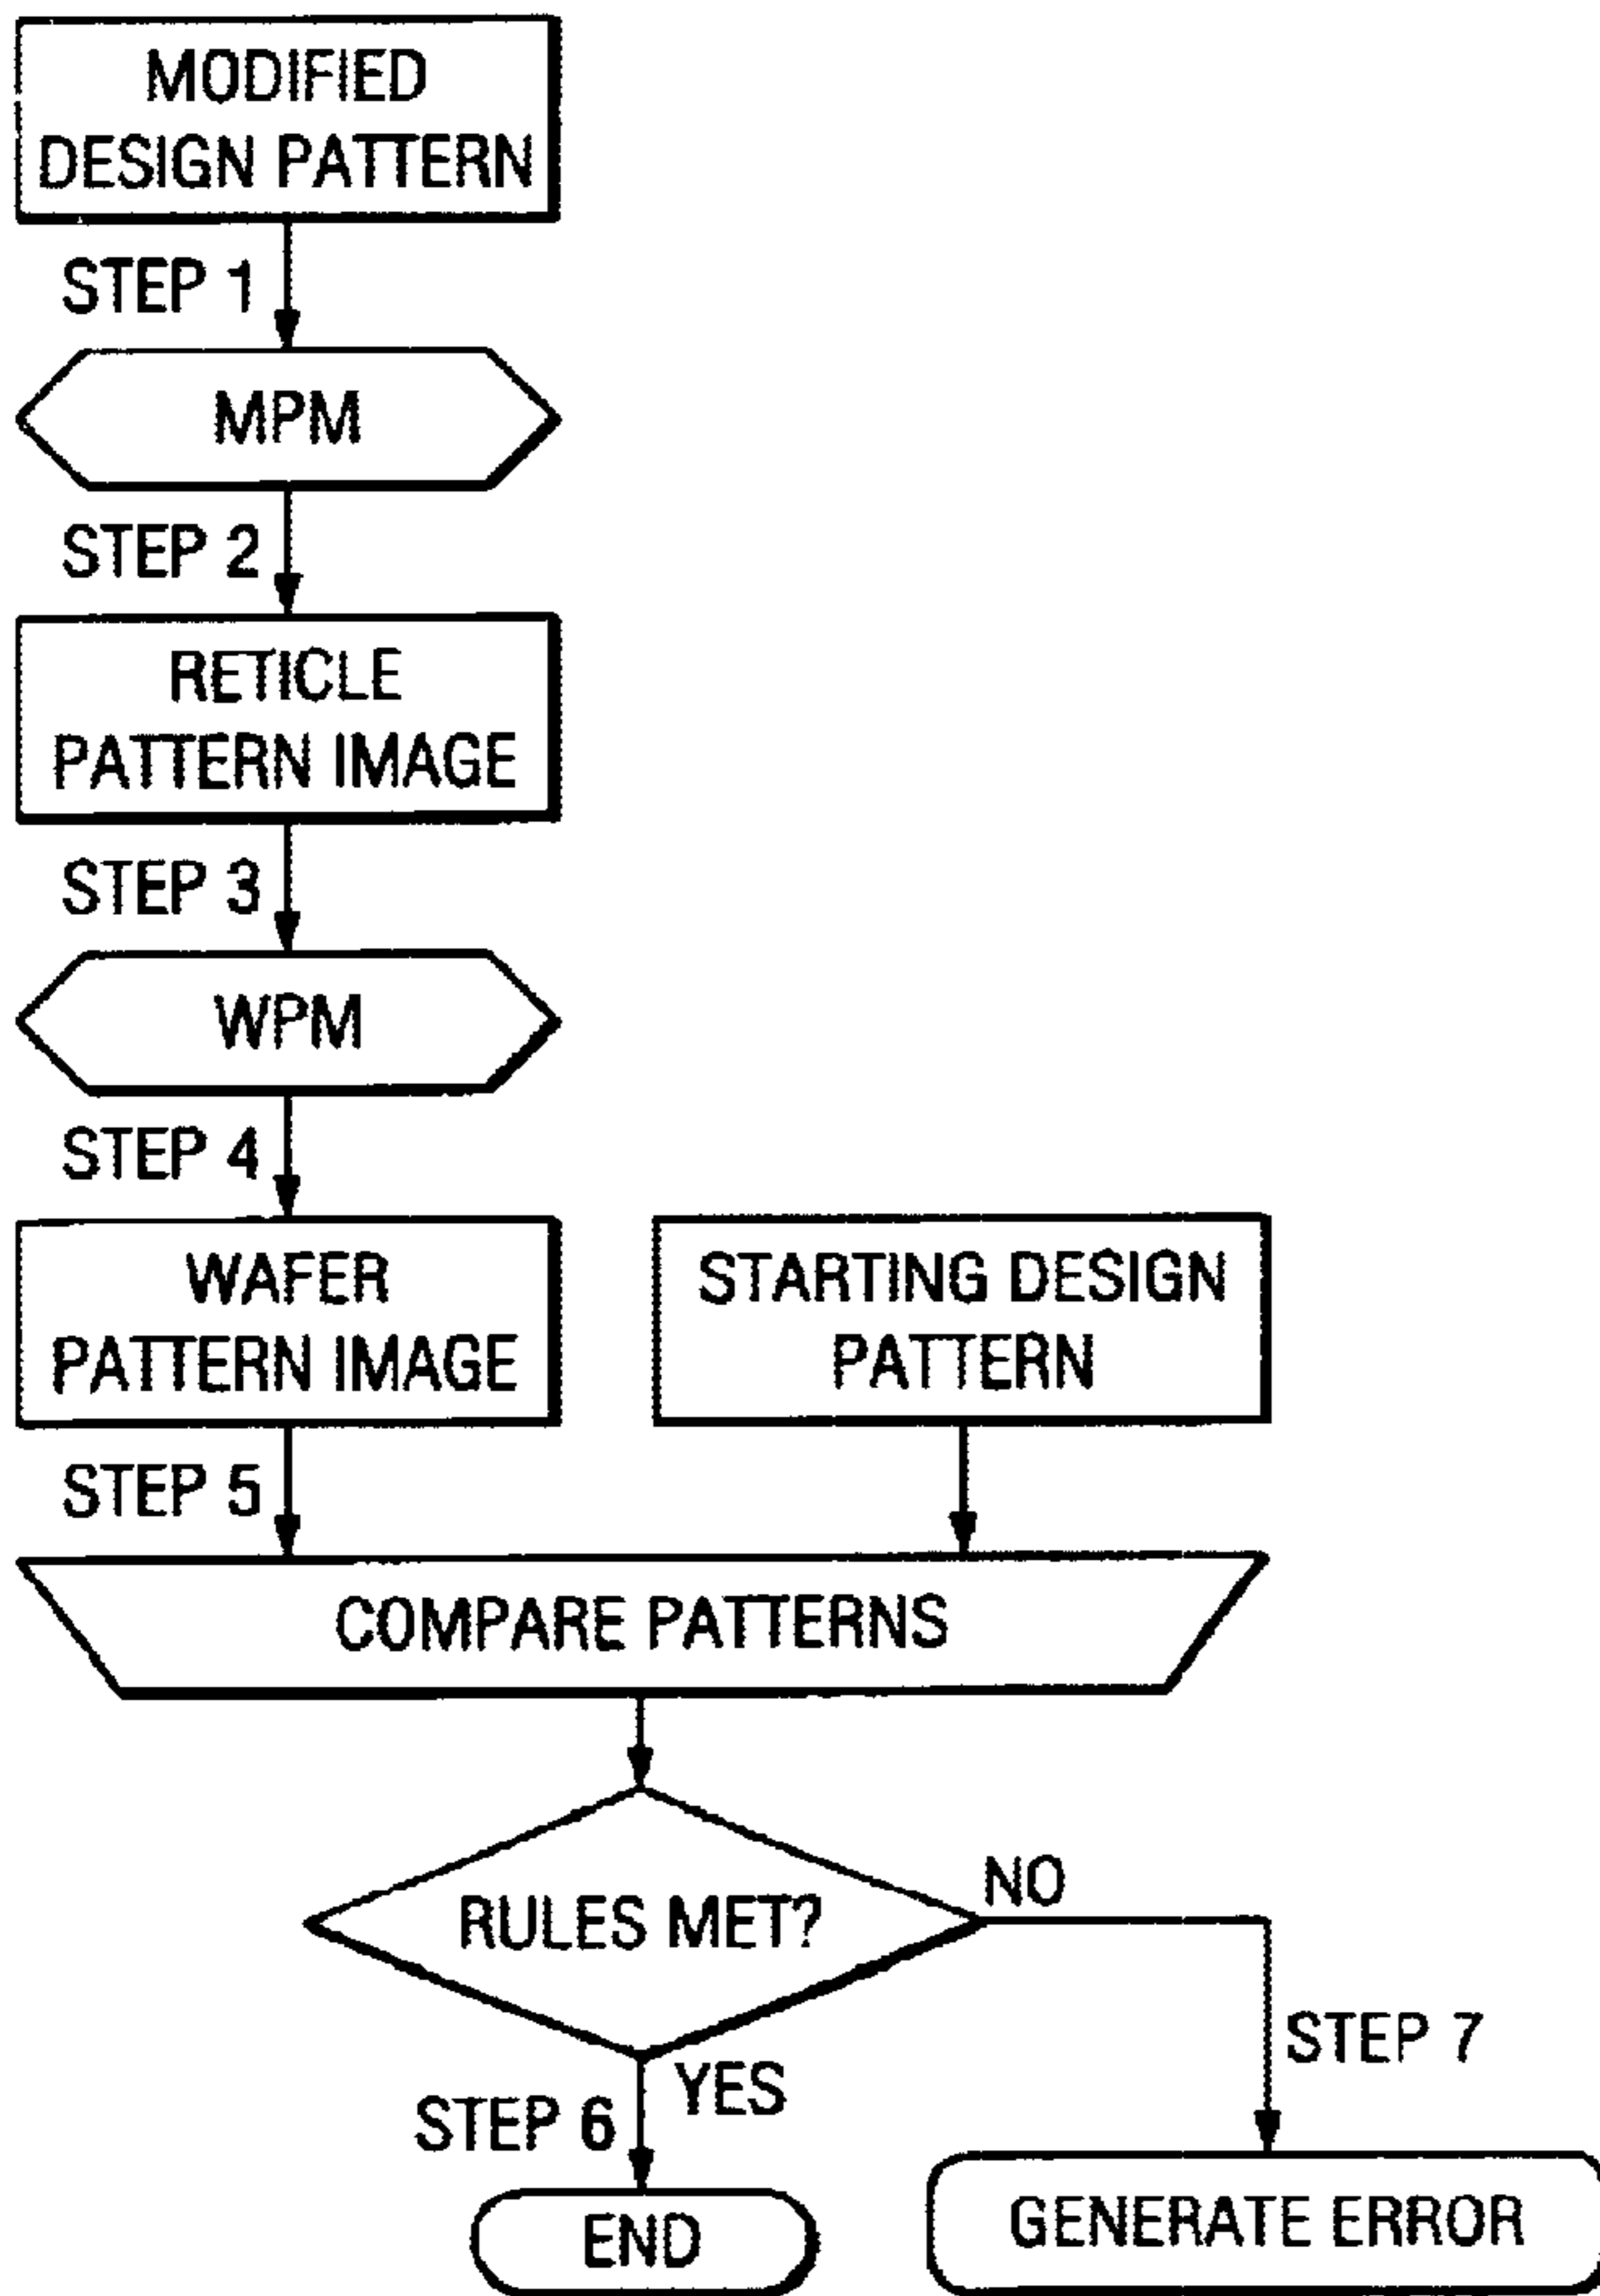 MODIFIED
DESIGN PATTERN
STEP 1
MPM
STEP 2
RETICLE
PATTERN IMAGE
STEP 3
WPM
STEP 4
WAFER
PATTERN IMAGE
STARTING DESIGN
PATTERN
STEP 5
COMPARE PATTERNS
RULES MET?
NO
STEP 7
YES
STEP 6
END
GENERATE ERROR